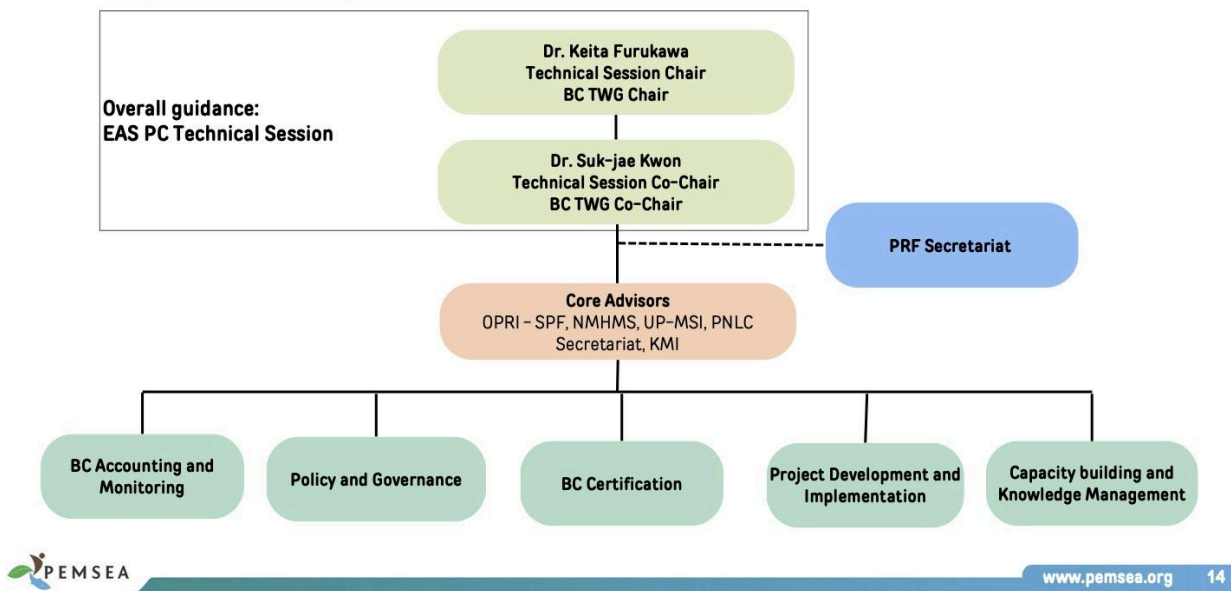 Overall guidance:
EAS PC Technical Session
Dr. Keita Furukawa
Technical Session Chair
BC TWG Chair
Dr. Suk-jae Kwon
Technical Session Co-Chair
BC TWG Co-Chair
PRF Secretariat
Core Advisors
OPRI - SPF, NMHMS, UP-MSI, PNLC
Secretariat, KMI
BC Accounting and
Monitoring
Policy and Governance
BC Certification
Project Development and
Implementation
Capacity building and
Knowledge Management
PEMSEA
www.pemsea.org 14